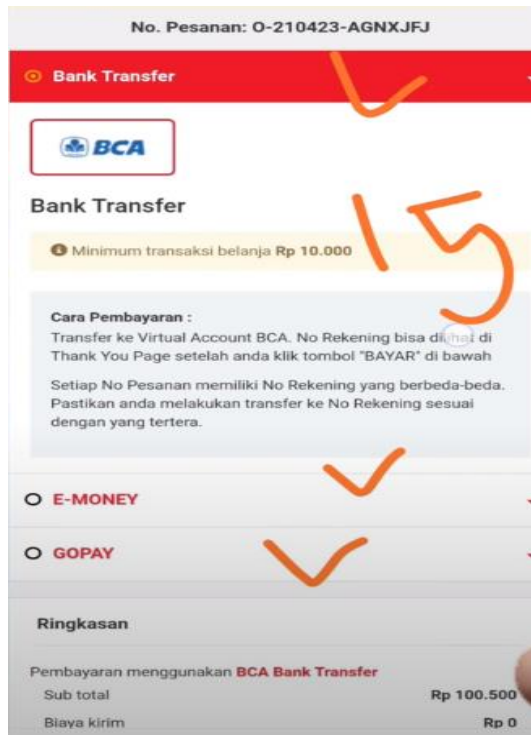 No. Pesanan: O-210423-AGNXJFJ
Bank Transfer
BCA
Bank Transfer
Minimum transaksi belanja Rp 10.000
15
Cara Pembayaran :
Transfer ke Virtual Account BCA. No Rekening bisa di
di
Thank You Page setelah anda klik tombol "BAYAR" di bawah
Setiap No Pesanan memiliki No Rekening yang berbeda-beda.
Pastikan anda melakukan transfer ke No Rekening sesuai
dengan yang tertera.
E-MONEY
GOPAY
Ringkasan
Pembayaran menggunakan BCA Bank Transfer
Sub total Rp 100.500
Biaya kirim Rp 0